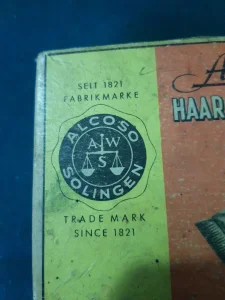 SEIT 1821
FABRIKMARKE
ALCOSO
A W
S
SOLINGEN
TRADE MARK
SINCE 1821
HAAR